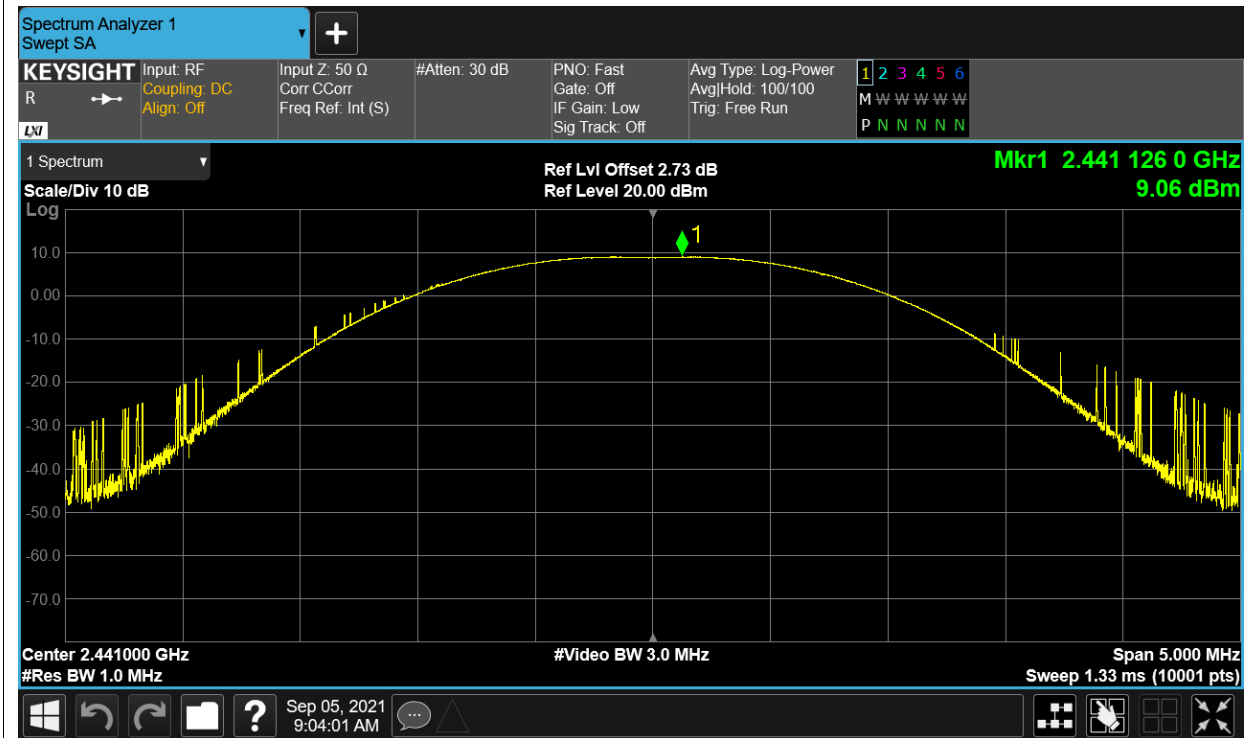 Spectrum Analyzer 1
Swept SA
KEYSIGHT
R
LXI
Input: RF
Coupling: DC
Align: Off
Input Z: 50 Ω
Corr CCorr
Freq Ref: Int (S)
#Atten: 30 dB
PNO: Fast
Gate: Off
IF Gain: Low
Sig Track: Off
Avg Type: Log-Power
Avg|Hold: 100/100
Trig: Free Run
1 2 3 4 5 6
M W W W W W
P N N N N N
1 Spectrum
Scale/Div 10 dB
Ref Lvl Offset 2.73 dB
Ref Level 20.00 dBm
Mkr1 2.441 126 0 GHz
9.06 dBm
Log
1
10.0
0.00
-10.0
-20.0
-30.0
-40.0
-50.0
-60.0
-70.0
Center 2.441000 GHz
#Video BW 3.0 MHz
Span 5.000 MHz
#Res BW 1.0 MHz
Sweep 1.33 ms (10001 pts)
?
Sep 05, 2021
9:04:01 AM